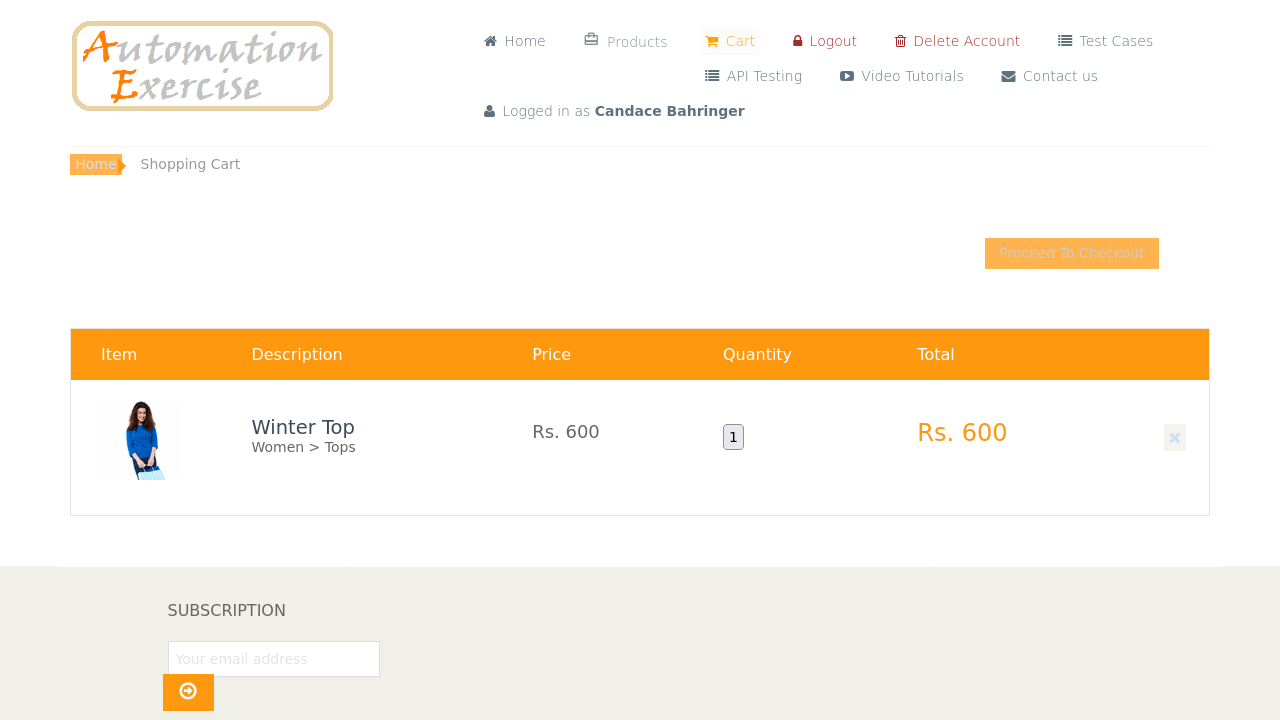 Automation
Exercise
Home
Products
Cart
Logout
Delete Account
Test Cases
API Testing
Video Tutorials
Contact us
Logged in as Candace Bahringer
Home
Shopping Cart
Proceed To Checkout
Item Description Price Quantity Total
Winter Top
Women > Tops
Rs. 600
1
Rs. 600
SUBSCRIPTION
Your email address